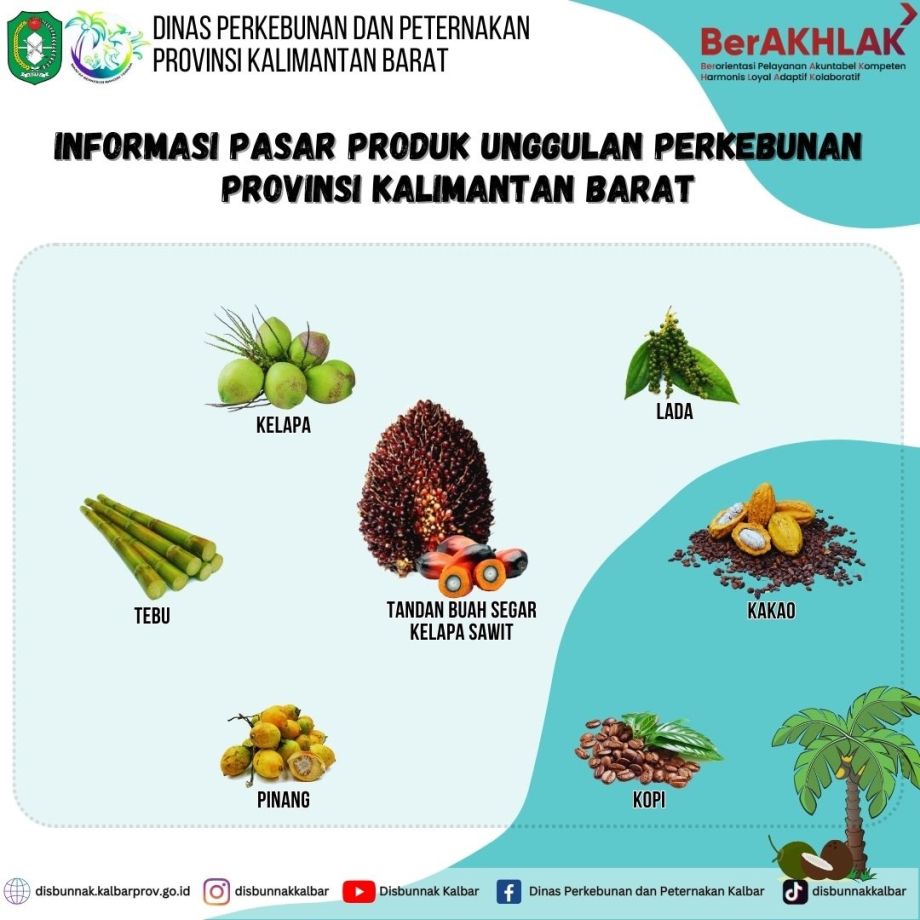 DINAS PERKEBUNAN DAN PETERNAKAN
PROVINSI KALIMANTAN BARAT
BerAKHLAK
Berorientasi Pelayanan Akuntabel Kompeten
Harmonis Loyal Adaptif Kolaboratif
INFORMASI PASAR PRODUK UNGGULAN PERKEBUNAN
PROVINSI KALIMANTAN BARAT
KELAPA
LADA
TEBU
TANDAN BUAH SEGAR
KELAPA SAWIT
KAKAO
PINANG
KOPI
disbunnak.kalbarprov.go.id
disbunnakkalbar
Disbunnak Kalbar
Dinas Perkebunan dan Peternakan Kalbar
disbunnakkalbar